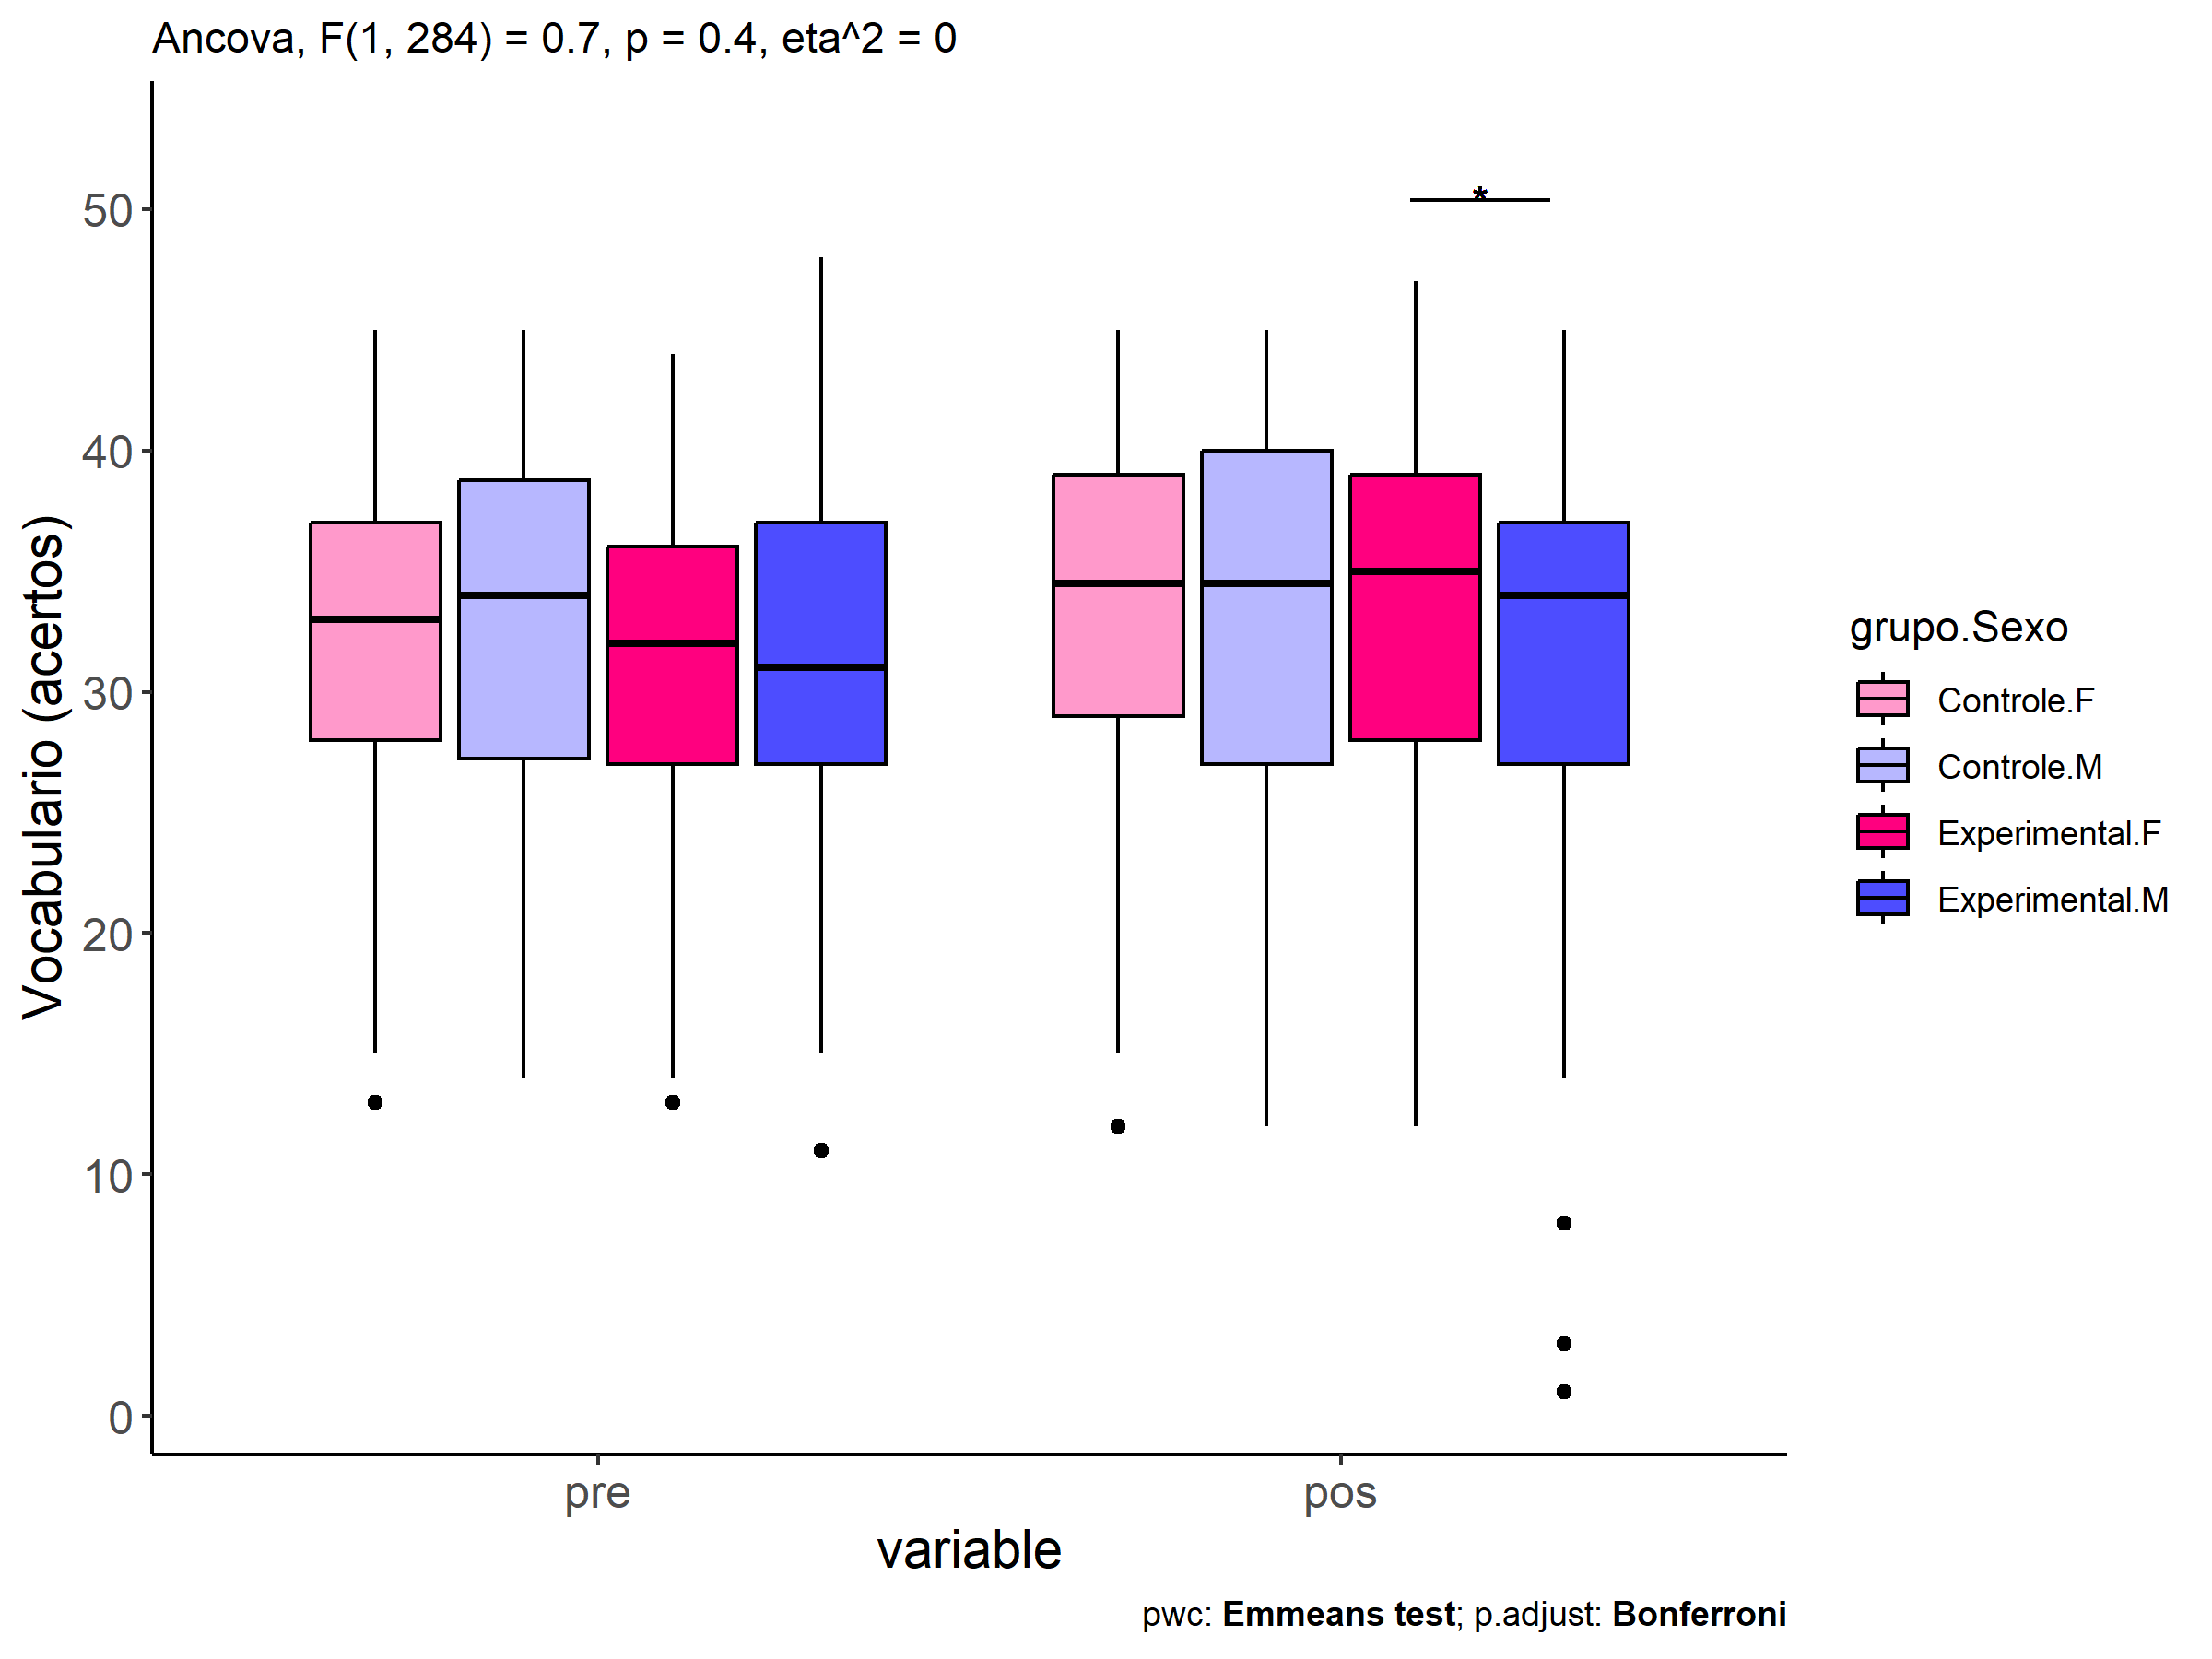 Ancova, F(1, 284) = 0.7, p = 0.4, eta^2 = 0
Vocabulario (acertos)
50
40
30
20
10
0
*
pre
pos
variable
grupo.Sexo
Controle.F
Controle.M
Experimental.F
Experimental.M
pwc: Emmeans test; p.adjust: Bonferroni